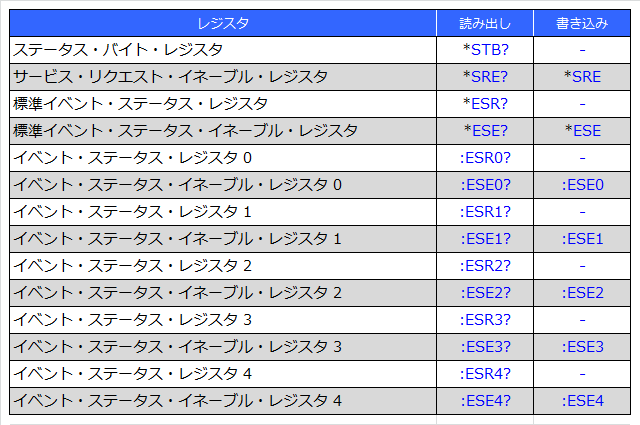 レジスタ 読み出し 書き込み
ステータス・バイト・レジスタ *STB? -
サービス・リクエスト・イネーブル・レジスタ *SRE? *SRE
標準イベント・ステータス・レジスタ *ESR? -
標準イベント・ステータス・イネーブル・レジスタ *ESE? *ESE
イベント・ステータス・レジスタ 0 :ESR0? -
イベント・ステータス・イネーブル・レジスタ 0 :ESE0? :ESE0
イベント・ステータス・レジスタ 1 :ESR1? -
イベント・ステータス・イネーブル・レジスタ 1 :ESE1? :ESE1
イベント・ステータス・レジスタ 2 :ESR2? -
イベント・ステータス・イネーブル・レジスタ 2 :ESE2? :ESE2
イベント・ステータス・レジスタ 3 :ESR3? -
イベント・ステータス・イネーブル・レジスタ 3 :ESE3? :ESE3
イベント・ステータス・レジスタ 4 :ESR4? -
イベント・ステータス・イネーブル・レジスタ 4 :ESE4? :ESE4